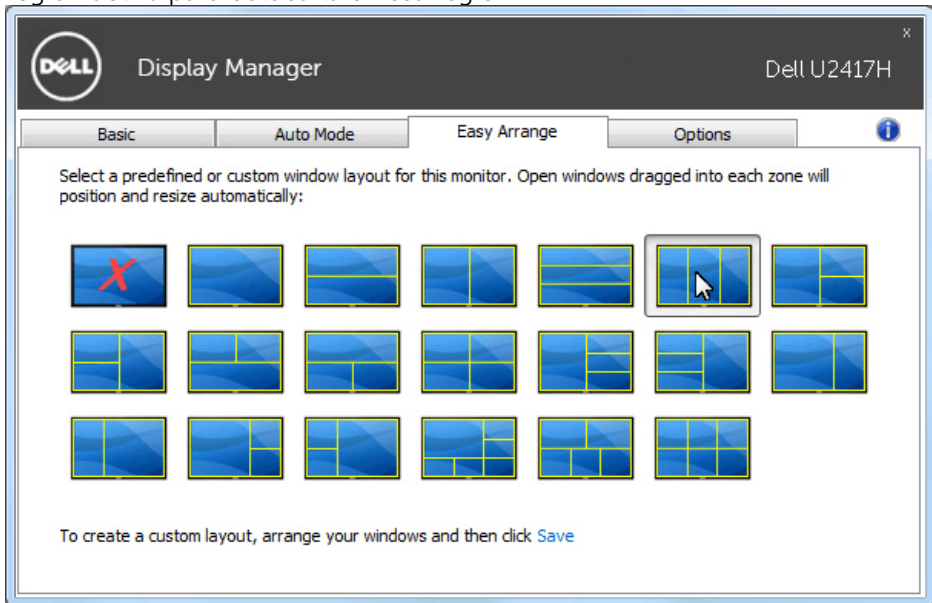 DELL
Display Manager
x
Dell U2417H
Basic
Auto Mode
Easy Arrange
Options
i
Select a predefined or custom window layout for this monitor. Open windows dragged into each zone will
position and resize automatically:
X
To create a custom layout, arrange your windows and then click Save